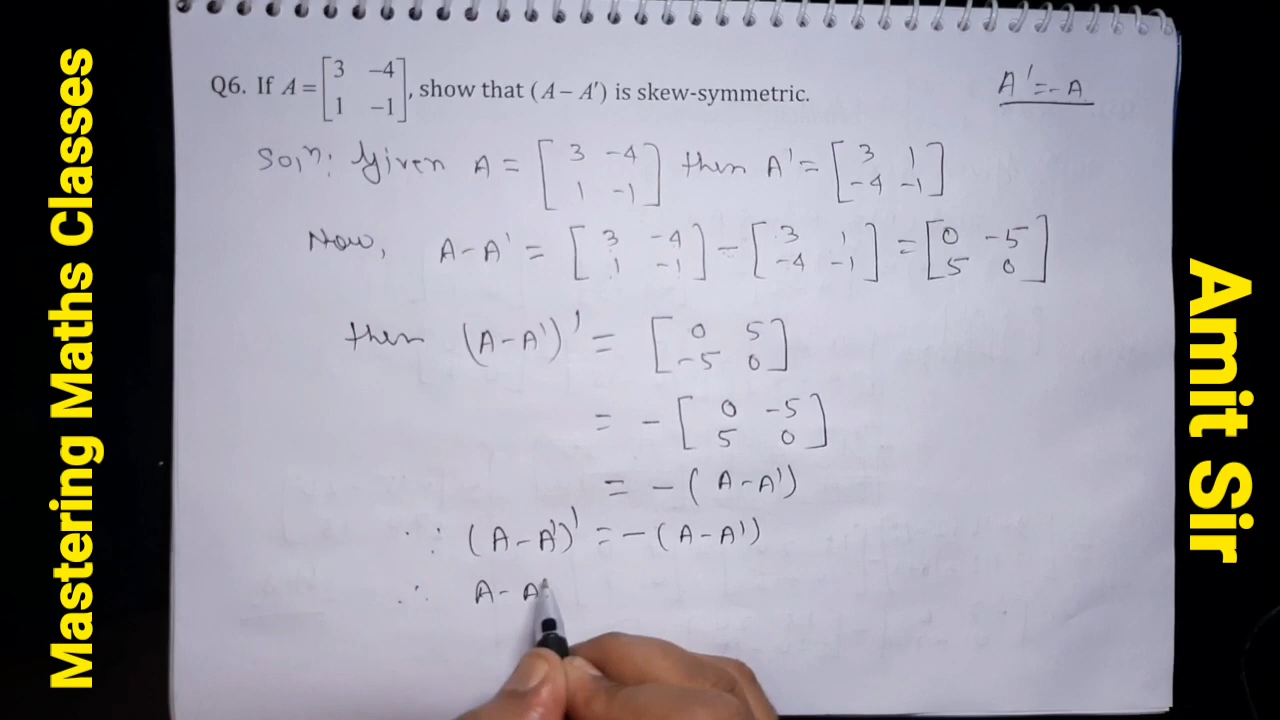 Mastering Maths Classes
Q6. If A = [3 −4; 1 −1], show that (A − A′) is skew-symmetric.
A' = -A
Soln: Given A = [3 -4; 1 -1] then A' = [3 1; -4 -1]
Now, A-A' = [3 -4; 1 -1] - [3 1; -4 -1] = [0 -5; 5 0]
then (A-A')' = [0 5; -5 0]
= -[0 -5; 5 0]
= -(A-A')
∵ (A-A')' = -(A-A')
∴ A-A'
Amit Sir